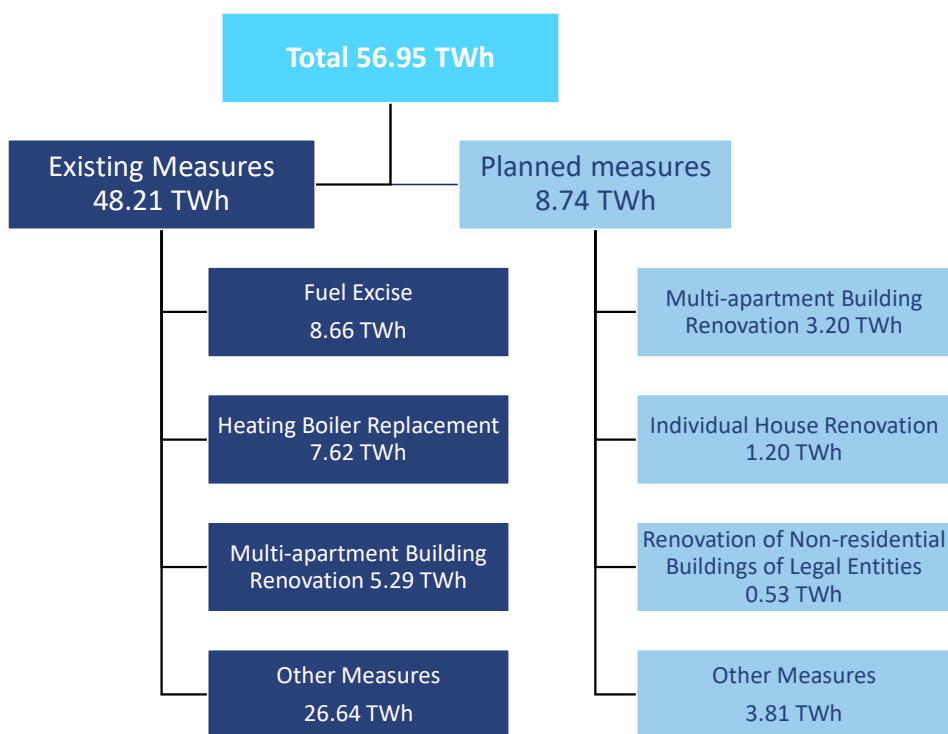 Total 56.95 TWh
Existing Measures
48.21 TWh
Planned measures
8.74 TWh
Fuel Excise
8.66 TWh
Heating Boiler Replacement
7.62 TWh
Multi-apartment Building
Renovation 5.29 TWh
Other Measures
26.64 TWh
Multi-apartment Building
Renovation 3.20 TWh
Individual House Renovation
1.20 TWh
Renovation of Non-residential
Buildings of Legal Entities
0.53 TWh
Other Measures
3.81 TWh